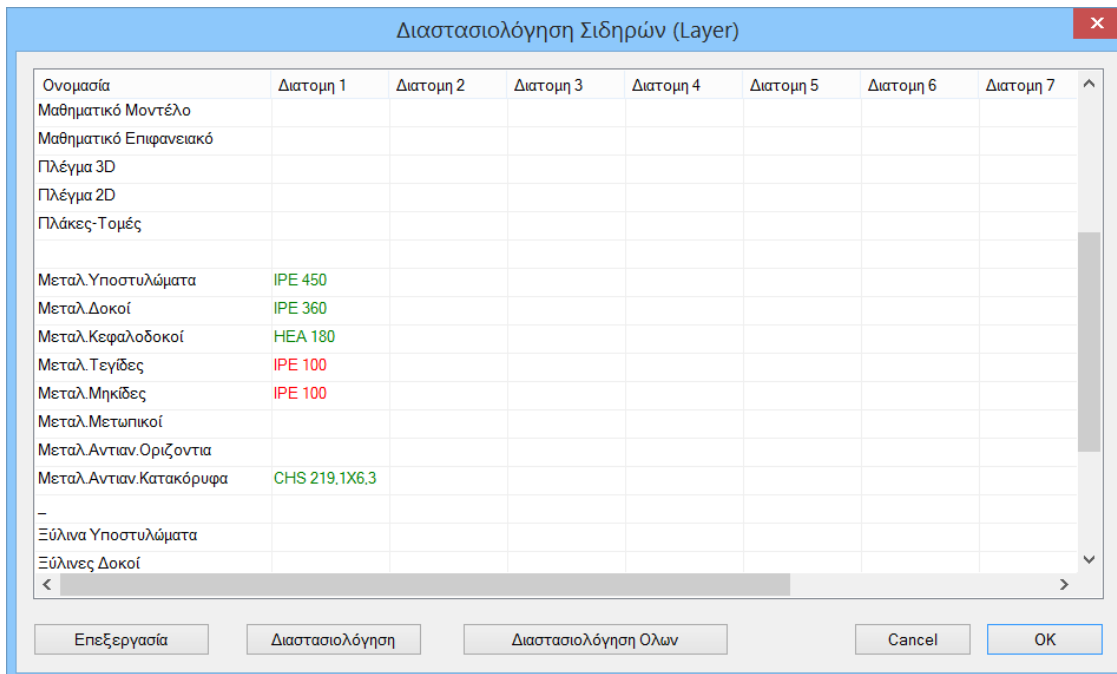 Διαστασιολόγηση Σιδηρών (Layer)
Ονομασία Διατομη 1 Διατομη 2 Διατομη 3 Διατομη 4 Διατομη 5 Διατομη 6 Διατομη 7
Μαθηματικό Μοντέλο
Μαθηματικό Επιφανειακό
Πλέγμα 3D
Πλέγμα 2D
Πλάκες-Τομές
Μεταλ.Υποστυλώματα IPE 450
Μεταλ.Δοκοί IPE 360
Μεταλ.Κεφαλοδοκοί HEA 180
Μεταλ.Τεγίδες IPE 100
Μεταλ.Μηκίδες IPE 100
Μεταλ.Μετωπικοί
Μεταλ.Αντιαν.Οριζοντια
Μεταλ.Αντιαν.Κατακόρυφα CHS 219,1X6,3
_
Ξύλινα Υποστυλώματα
Ξύλινες Δοκοί
Επεξεργασία Διαστασιολόγηση Διαστασιολόγηση Ολων Cancel OK